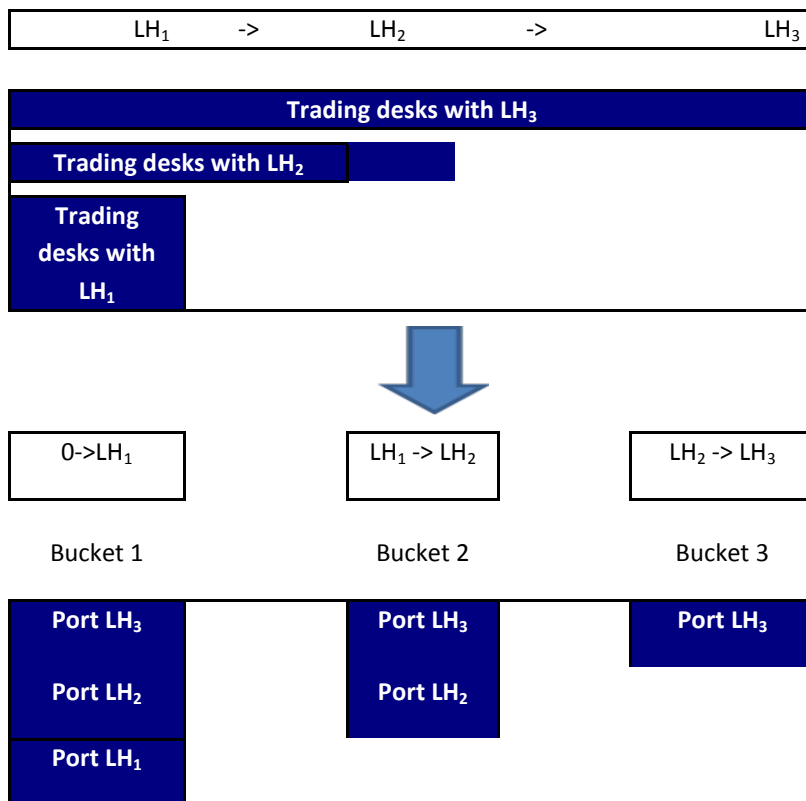 LH₁ -> LH₂ -> LH₃
Trading desks with LH₃
Trading desks with LH₂
Trading
desks with
LH₁
0->LH₁ LH₁ -> LH₂ LH₂ -> LH₃
Bucket 1 Bucket 2 Bucket 3
Port LH₃ Port LH₃ Port LH₃
Port LH₂ Port LH₂
Port LH₁